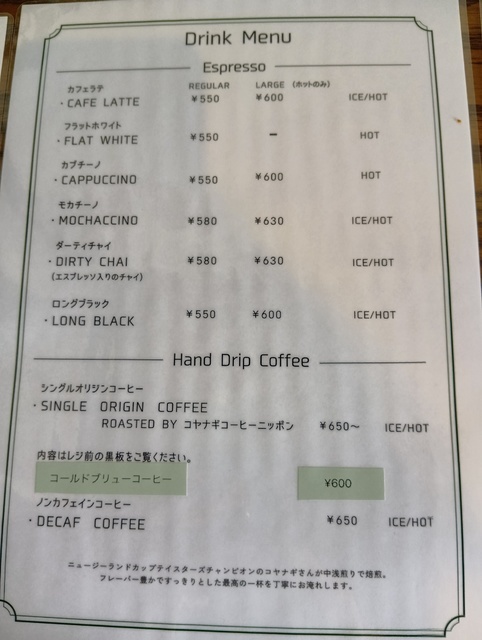 Drink Menu
Espresso
カフェラテ REGULAR LARGE (ホットのみ)
・CAFE LATTE ¥550 ¥600 ICE/HOT
フラットホワイト
・FLAT WHITE ¥550 ー HOT
カプチーノ
・CAPPUCCINO ¥550 ¥600 HOT
モカチーノ
・MOCHACCINO ¥580 ¥630 ICE/HOT
ダーティチャイ
・DIRTY CHAI ¥580 ¥630 ICE/HOT
(エスプレッソ入りのチャイ)
ロングブラック
・LONG BLACK ¥550 ¥600 ICE/HOT
Hand Drip Coffee
シングルオリジンコーヒー
・SINGLE ORIGIN COFFEE
ROASTED BY コヤナギコーヒーニッポン ¥650～ ICE/HOT
内容はレジ前の黒板をご覧ください。
コールドブリューコーヒー ¥600
ノンカフェインコーヒー
・DECAF COFFEE ¥650 ICE/HOT
ニュージーランドカップテイスターズチャンピオンのコヤナギさんが中浅煎りで焙煎。
フレーバー豊かですっきりとした最高の一杯を丁寧にお淹れします。